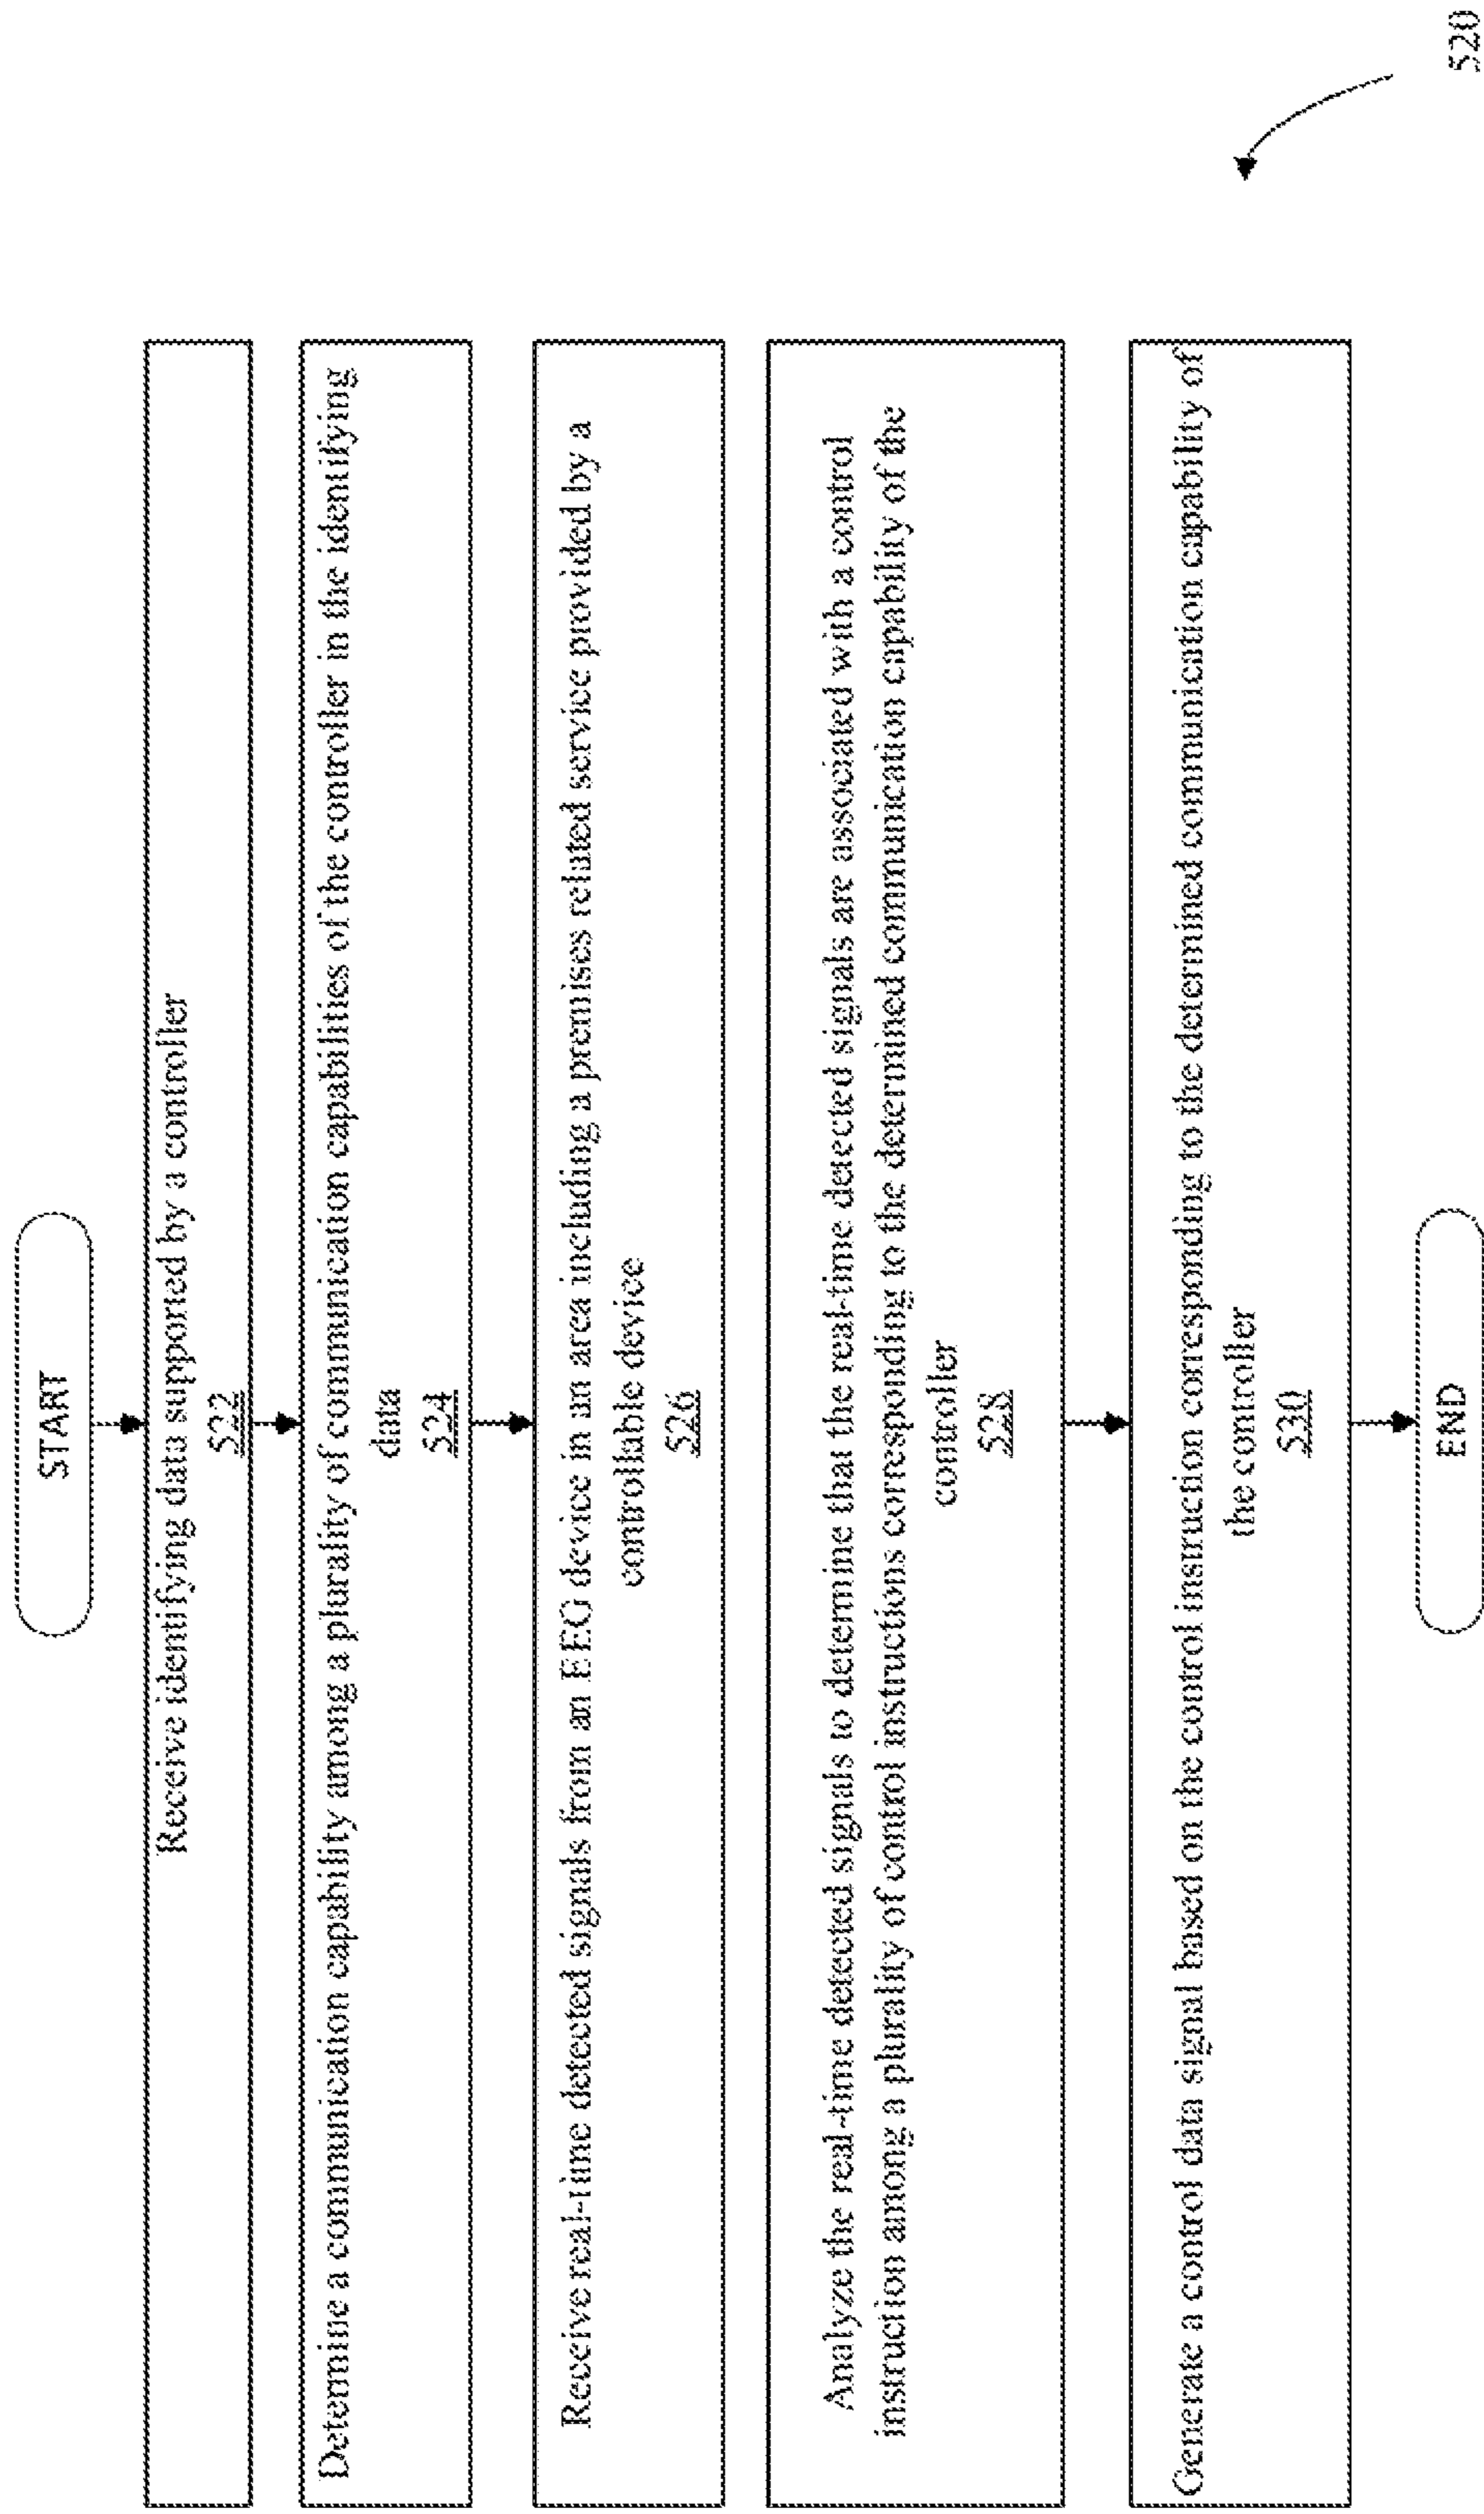 START
Receive identifying data supported by a controller
522
Determine a communication capability among a plurality of communication capabilities of the controller in the identifying
data
524
Receive real-time detected signals from an EEG device in an area including a premises related service provided by a
controllable device
526
Analyze the real-time detected signals to determine that the real-time detected signals are associated with a control
instruction among a plurality of control instructions corresponding to the determined communication capability of the
controller
528
Generate a control data signal based on the control instruction corresponding to the determined communication capability of
the controller
530
END
520